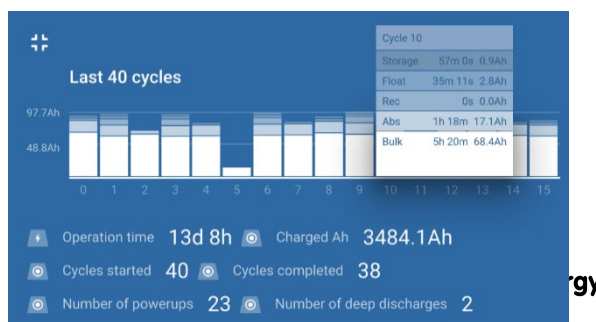 Cycle 10
Storage 57m 0s 0.9Ah
Float 35m 11s 2.8Ah
Rec 0s 0.0Ah
Abs 1h 18m 17.1Ah
Bulk 5h 20m 68.4Ah
Last 40 cycles
97.7Ah
48.8Ah
0 1 2 3 4 5 6 7 8 9 10 11 12 13 14 15
Operation time 13d 8h Charged Ah 3484.1Ah
Cycles started 40 Cycles completed 38
rgy
Number of powerups 23 Number of deep discharges 2